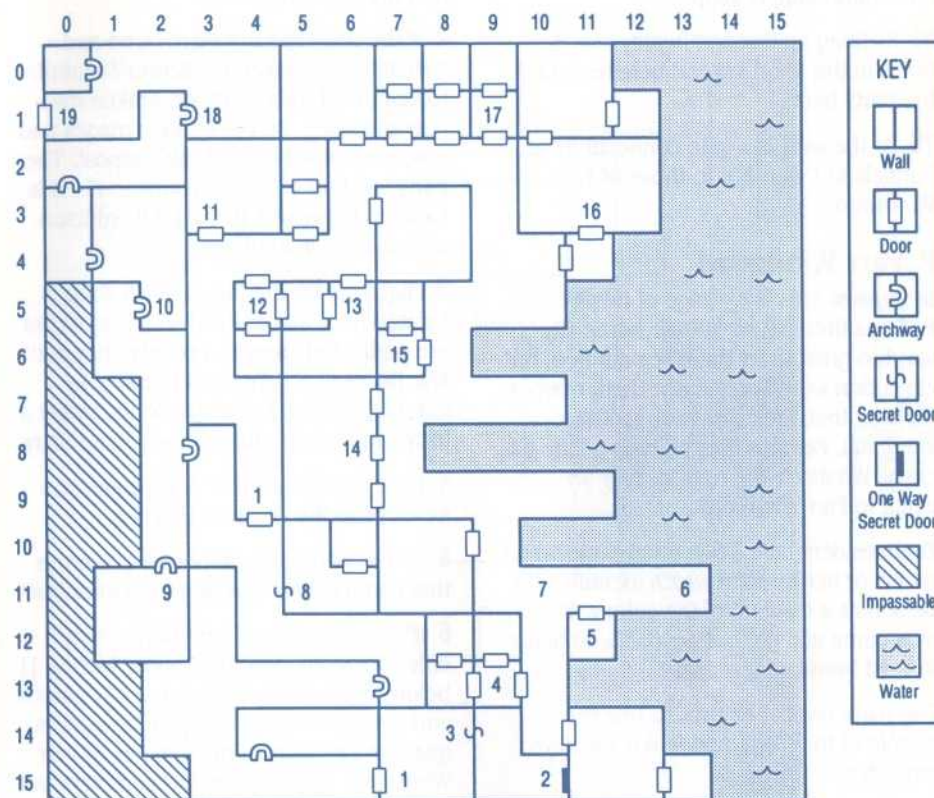 0 1 2 3 4 5 6 7 8 9 10 11 12 13 14 15
0
1 19 18 17
2
3 11 16
4
5 10 12 13
6 15
7
8 14
9 1
10
11 9 8 7 6
12 5
13 4
14 3
15 1 2
KEY
Wall
Door
Archway
Secret Door
One Way
Secret Door
Impassable
Water